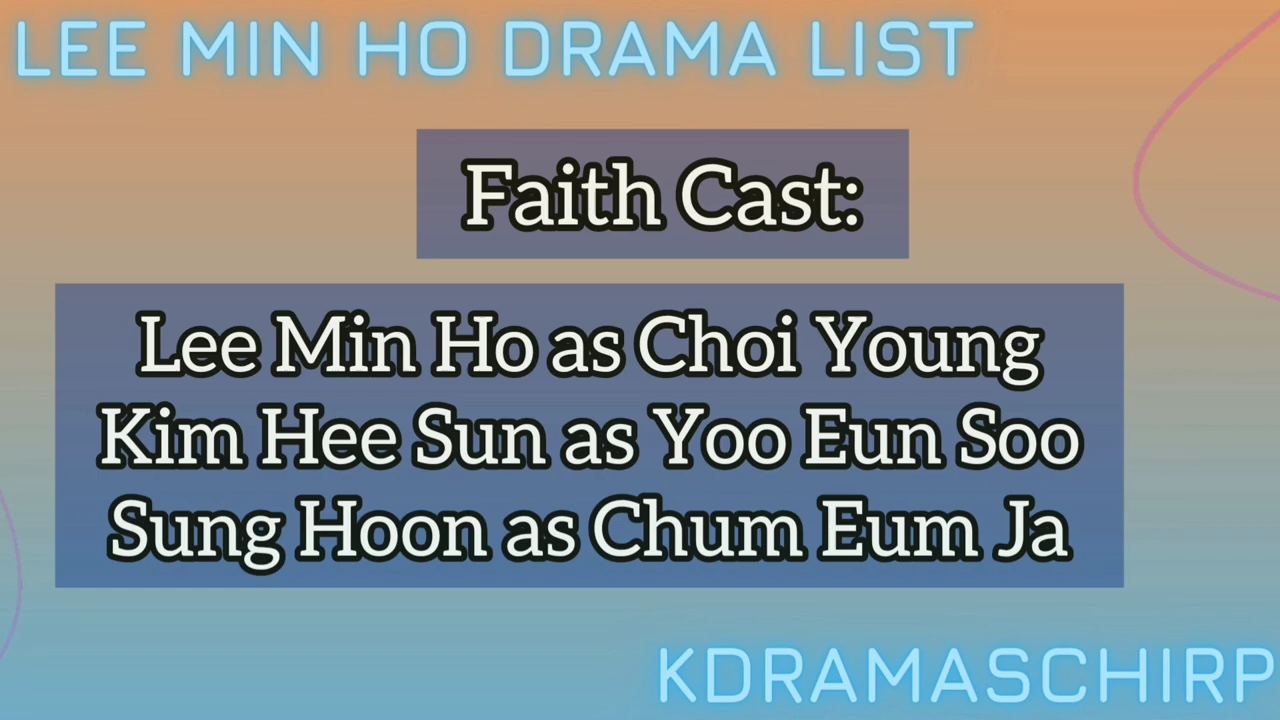 LEE MIN HO DRAMA LIST
Faith Cast:
Lee Min Ho as Choi Young
Kim Hee Sun as Yoo Eun Soo
Sung Hoon as Chum Eum Ja
KDRAMASCHIRP